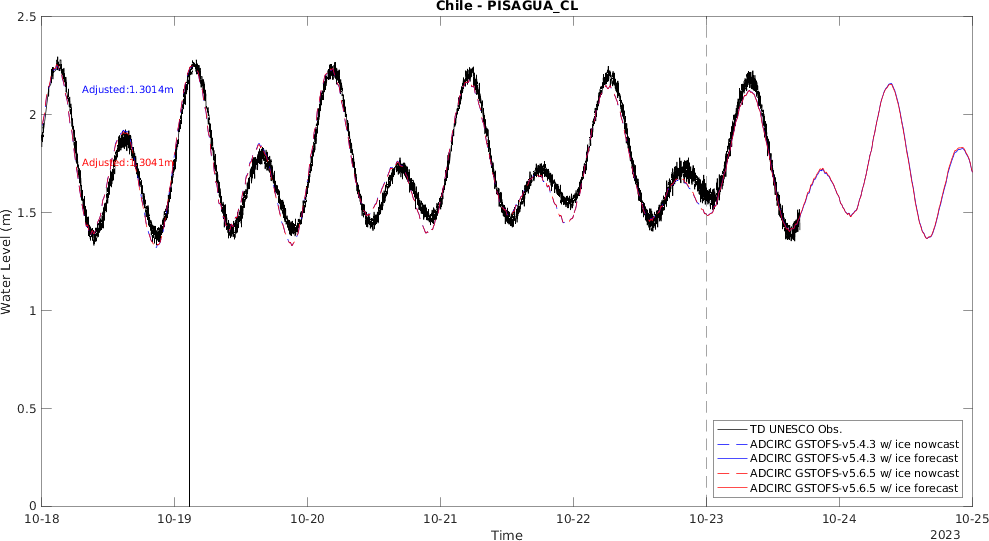 Chile - PISAGUA_CL
2.5
2
1.5
1
0.5
0
Water Level (m)
Adjusted:1.3014m
Adjusted:1.3041m
TD UNESCO Obs.
ADCIRC GSTOFS-v5.4.3 w/ ice nowcast
ADCIRC GSTOFS-v5.4.3 w/ ice forecast
ADCIRC GSTOFS-v5.6.5 w/ ice nowcast
ADCIRC GSTOFS-v5.6.5 w/ ice forecast
10-18 10-19 10-20 10-21 10-22 10-23 10-24 10-25
Time
2023